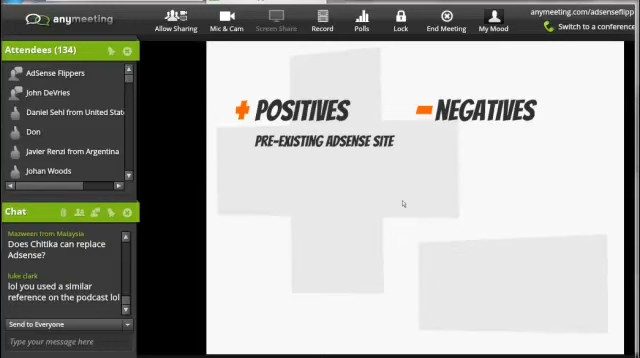 anymeeting
Allow Sharing
Mic & Cam
Screen Share
Record
Polls
Lock
End Meeting
My Mood
anymeeting.com/adsenseflipp
Switch to a conference
Attendees (134)
AdSense Flippers
John DeVries
Daniel Sehl from United Stat
Don
Javier Renzi from Argentina
Johan Woods
Chat
Mazween from Malaysia
Does Chitika can replace
Adsense?
luke clark
lol you used a similar
reference on the podcast lol
Send to Everyone
Type your message here
+ POSITIVES
PRE-EXISTING ADSENSE SITE
- NEGATIVES